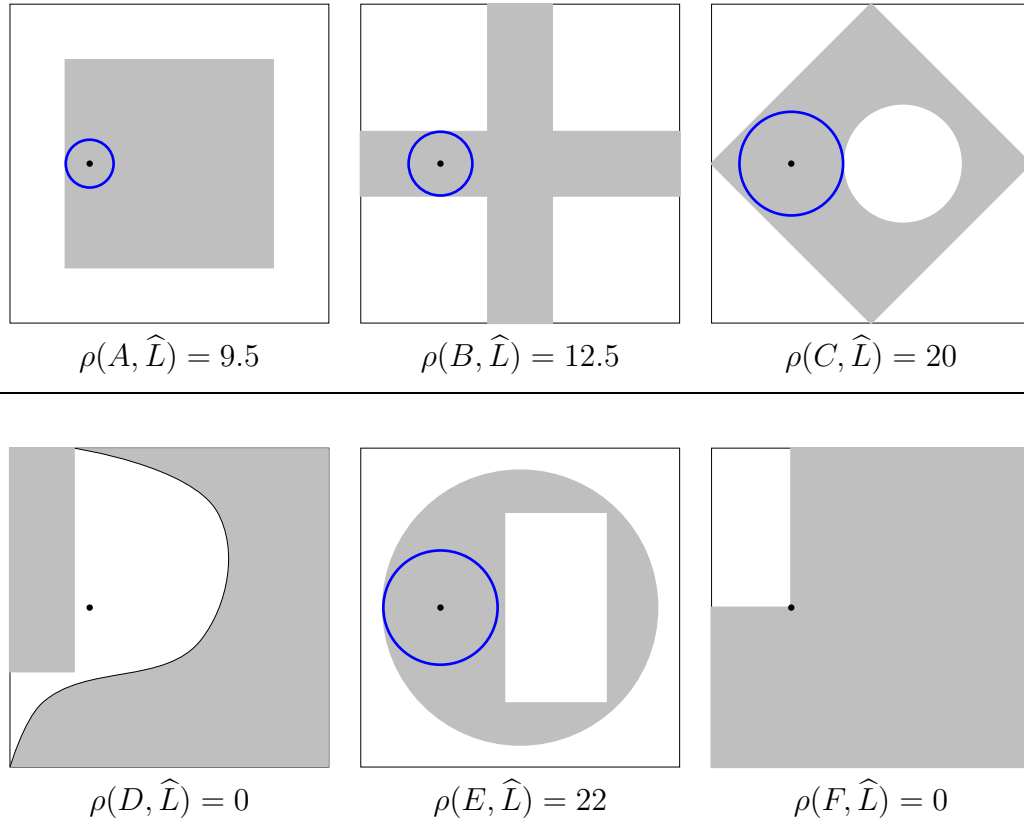 ρ(A, L̂) = 9.5
ρ(B, L̂) = 12.5
ρ(C, L̂) = 20
ρ(D, L̂) = 0
ρ(E, L̂) = 22
ρ(F, L̂) = 0